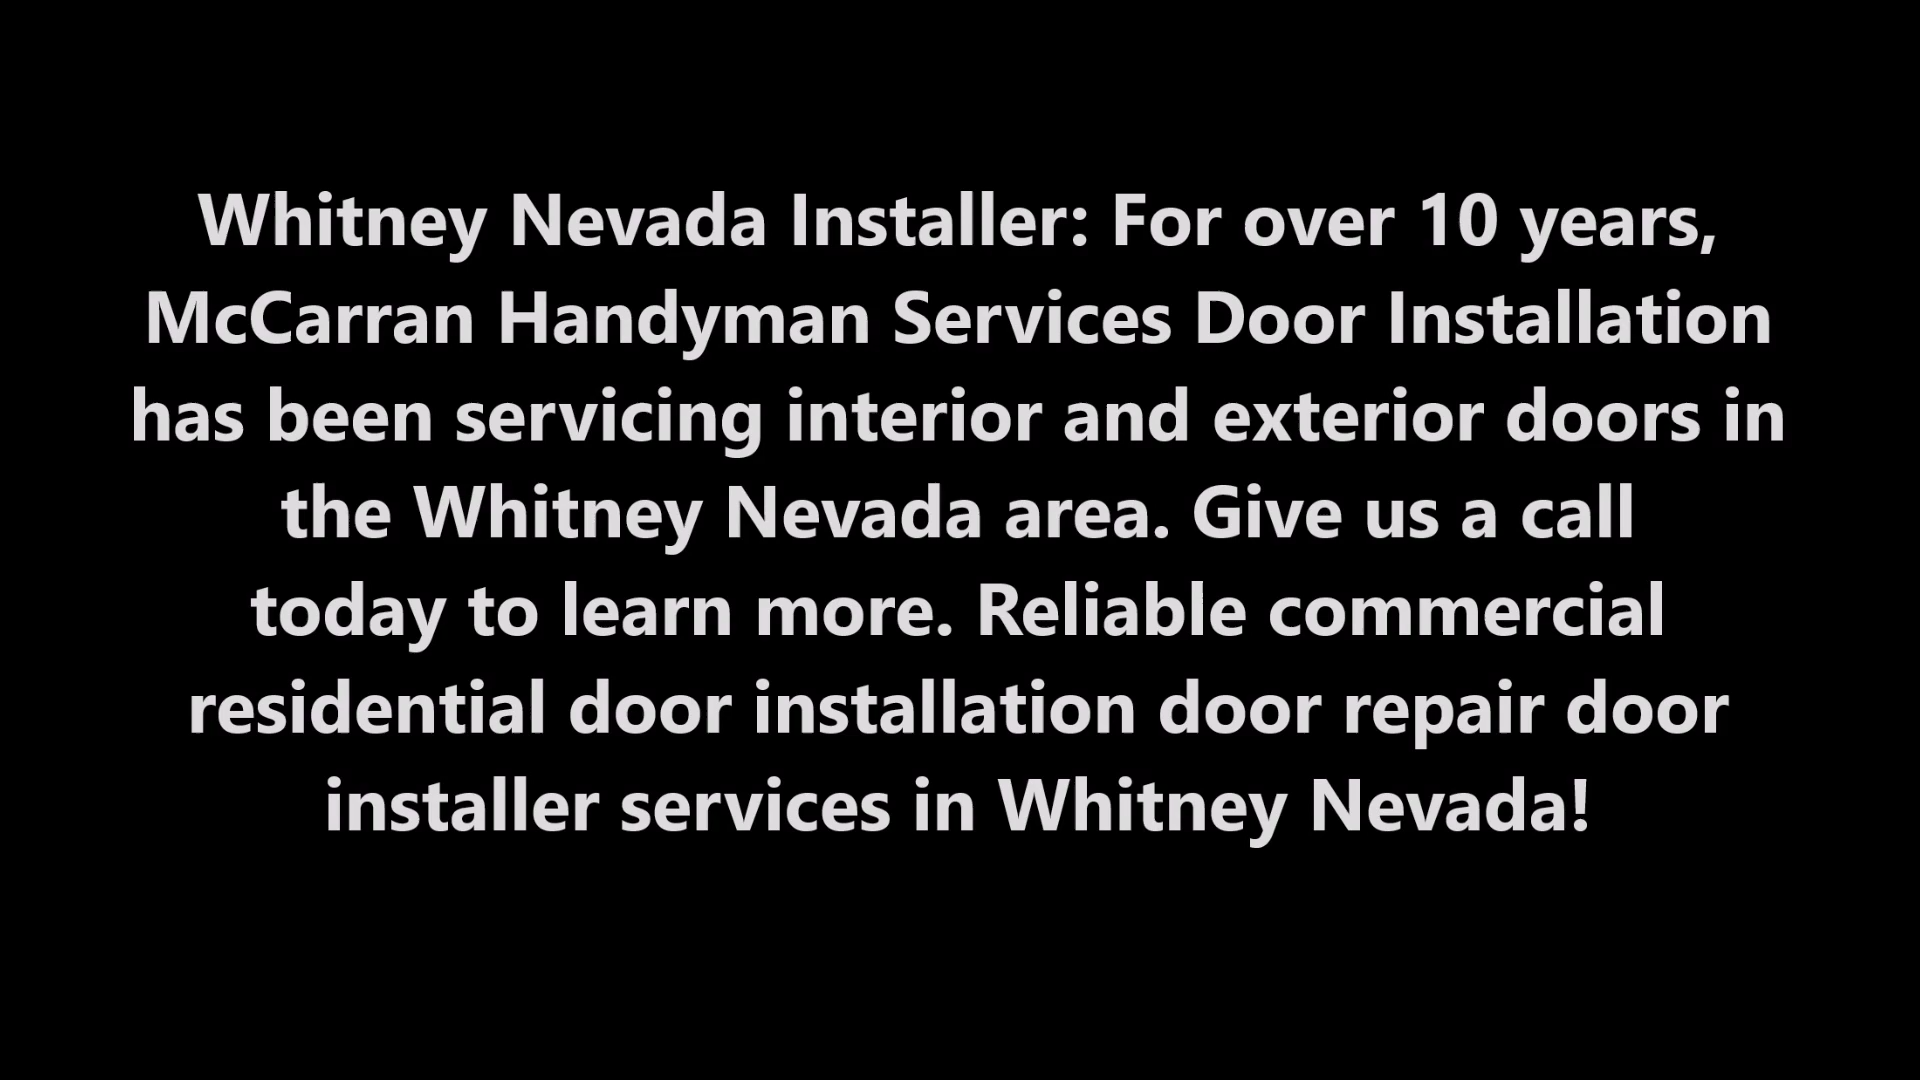 Whitney Nevada Installer: For over 10 years,
McCarran Handyman Services Door Installation
has been servicing interior and exterior doors in
the Whitney Nevada area. Give us a call
today to learn more. Reliable commercial
residential door installation door repair door
installer services in Whitney Nevada!